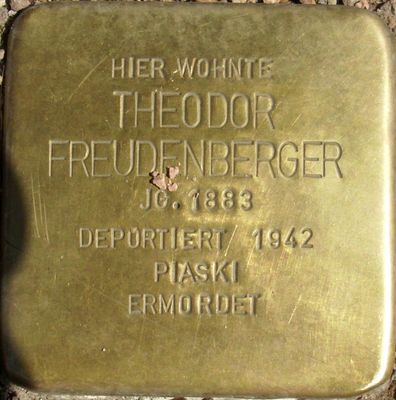 HIER WOHNTE
THEODOR
FREUDENBERGER
JG. 1883
DEPORTIERT 1942
PIASKI
ERMORDET